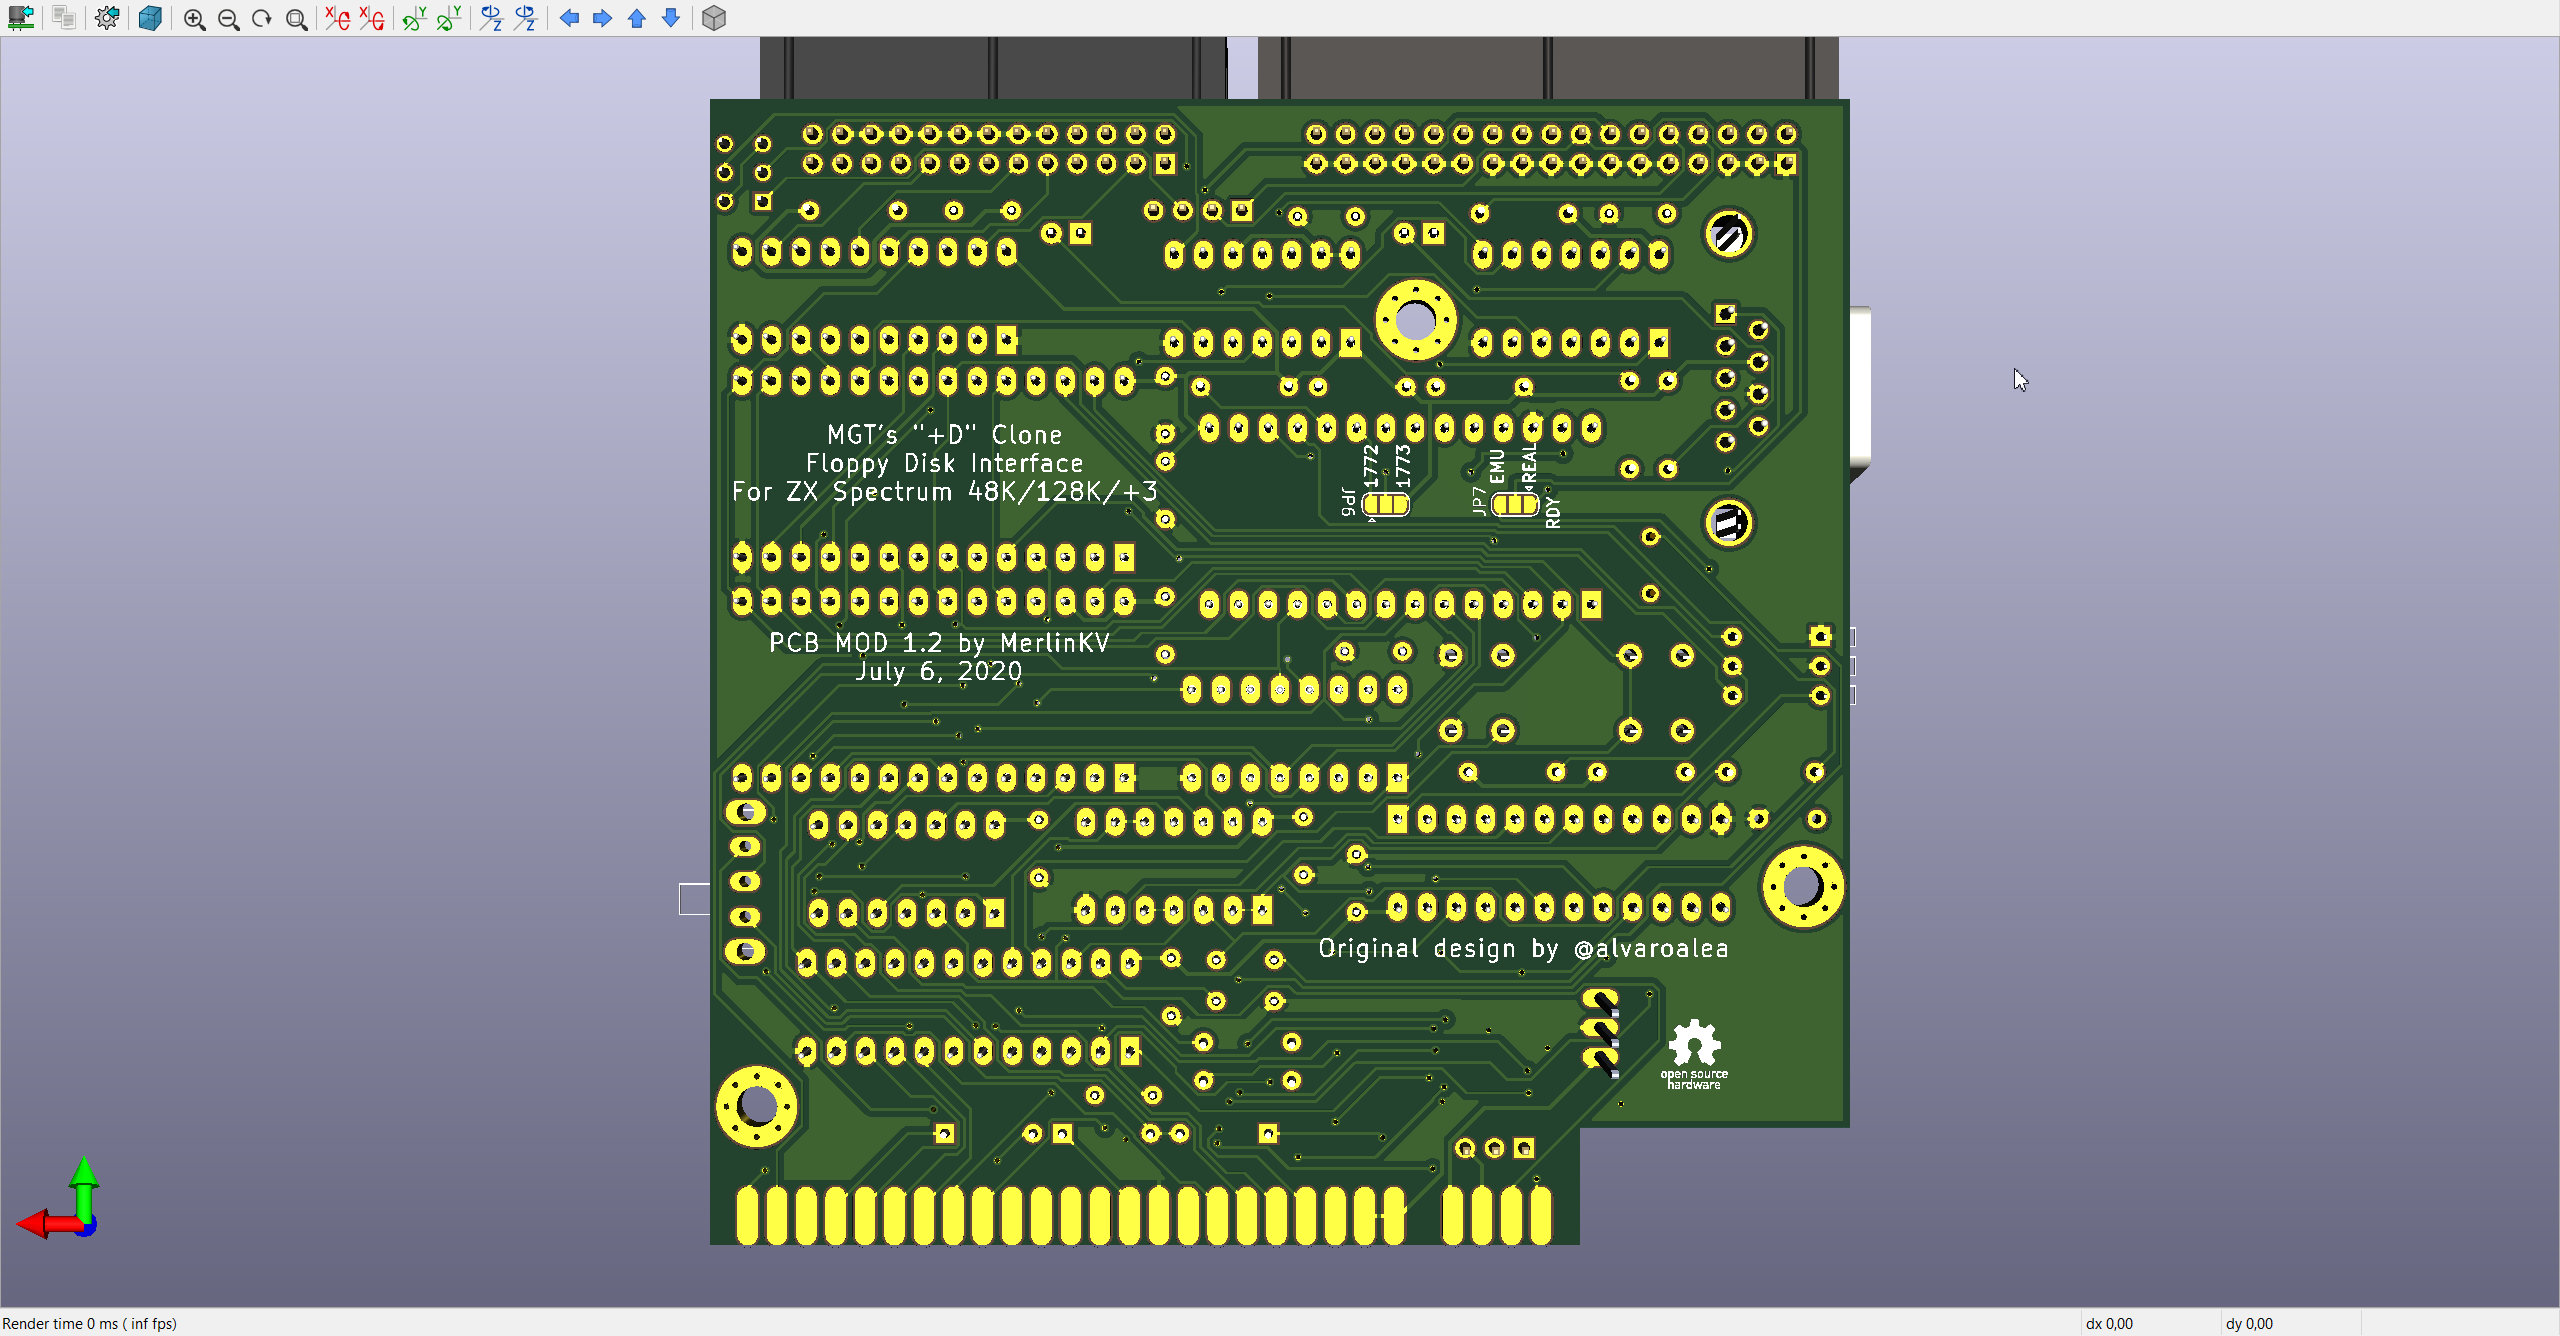 MGT's "+D" Clone
Floppy Disk Interface
For ZX Spectrum 48K/128K/+3
JP6
1772
1773
JP7
EMU
REAL
RDY
PCB MOD 1.2 by MerlinKV
July 6, 2020
Original design by @alvaroalea
open source
hardware
Render time 0 ms ( inf fps)
dx 0,00
dy 0,00